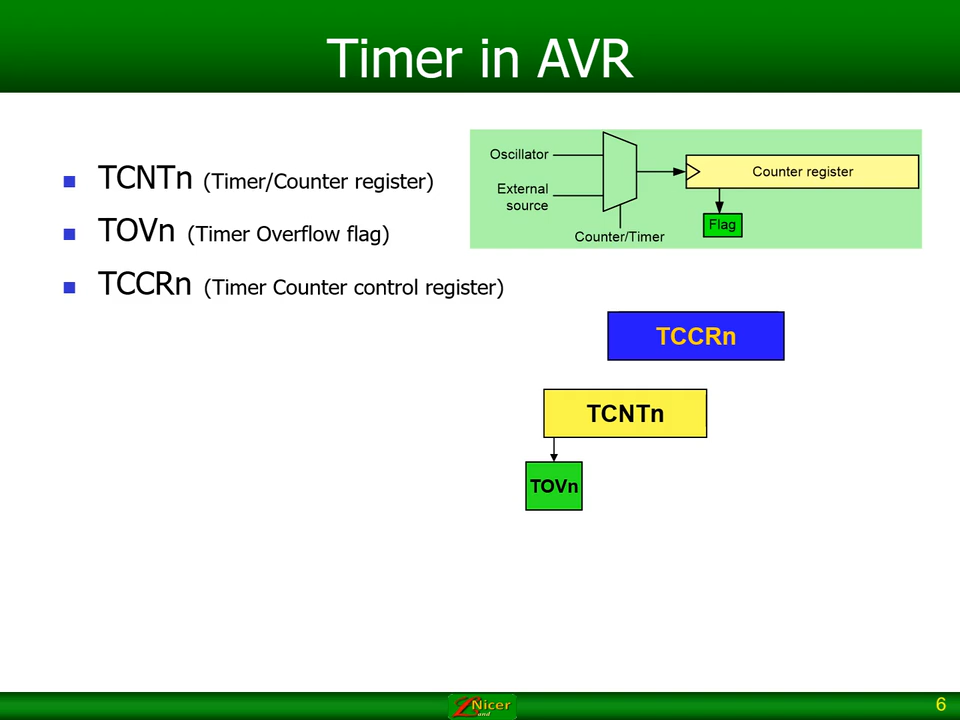 Timer in AVR
TCNTn (Timer/Counter register)
TOVn (Timer Overflow flag)
TCCRn (Timer Counter control register)
Oscillator
External
source
Counter/Timer
Counter register
Flag
TCCRn
TCNTn
TOVn
Nicer
Land
6